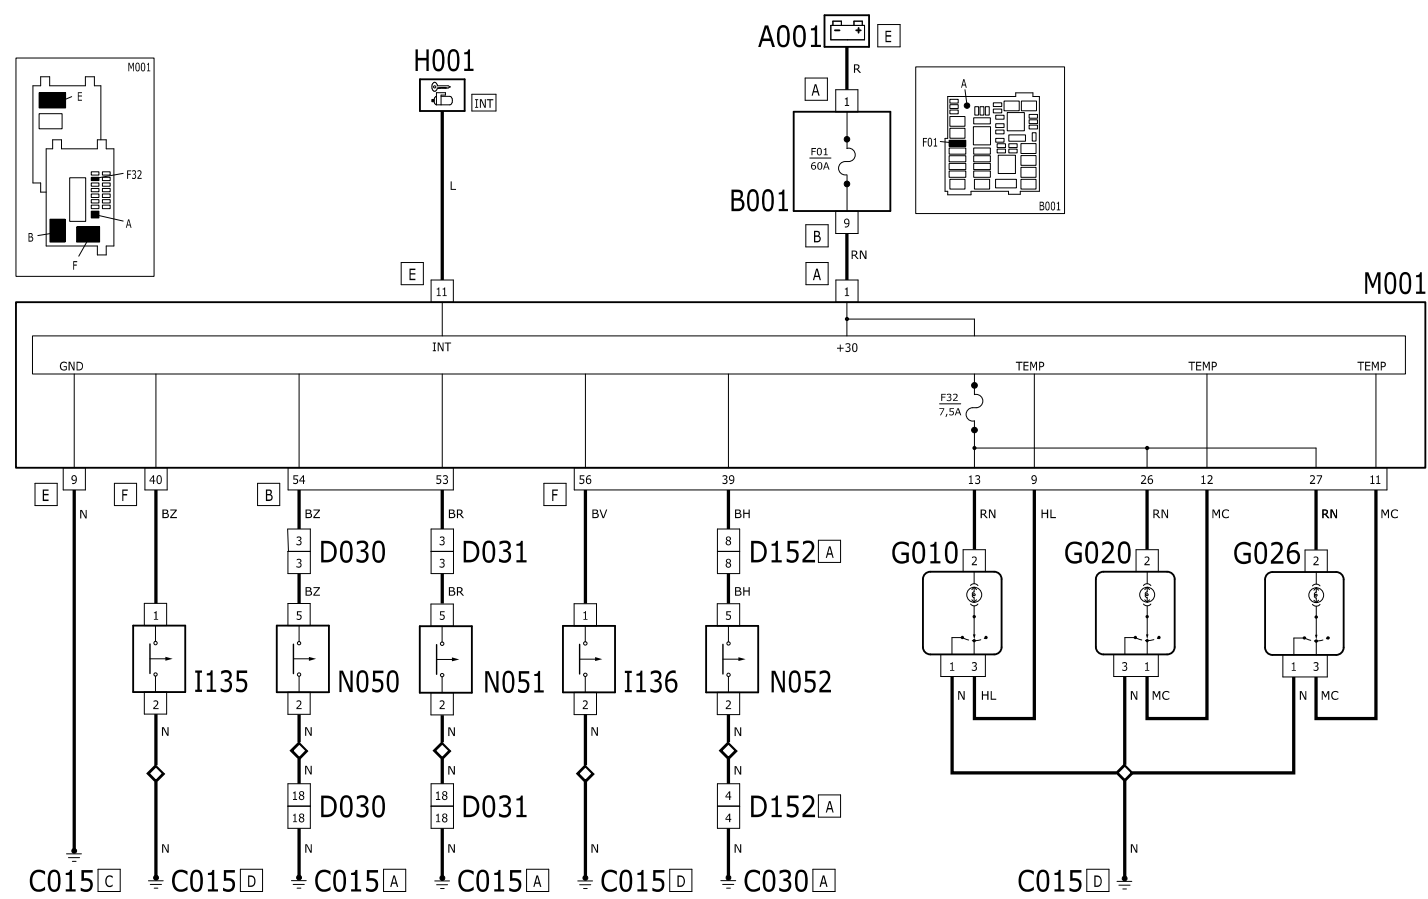 M001
E
F32
A
B
F
H001
INT
L
E
11
A001
E
R
A
1
F01
60A
B001
9
B
RN
A
1
A
F01
B001
M001
INT
+30
GND
TEMP
TEMP
TEMP
F32
7,5A
E
9
F
40
B
54
53
F
56
39
13
9
26
12
27
11
N
BZ
BZ
BR
BV
BH
RN
HL
RN
MC
RN
MC
3
3
D030
3
3
D031
8
8
D152
A
G010
2
G020
2
G026
2
BZ
BR
BH
1
5
5
1
5
I135
N050
N051
I136
N052
1
3
3
1
1
3
2
2
2
2
2
N
HL
N
MC
N
MC
N
N
N
N
N
N
N
N
18
18
D030
18
18
D031
4
4
D152
A
N
N
N
N
N
N
C015
C
C015
D
C015
A
C015
A
C015
D
C030
A
C015
D